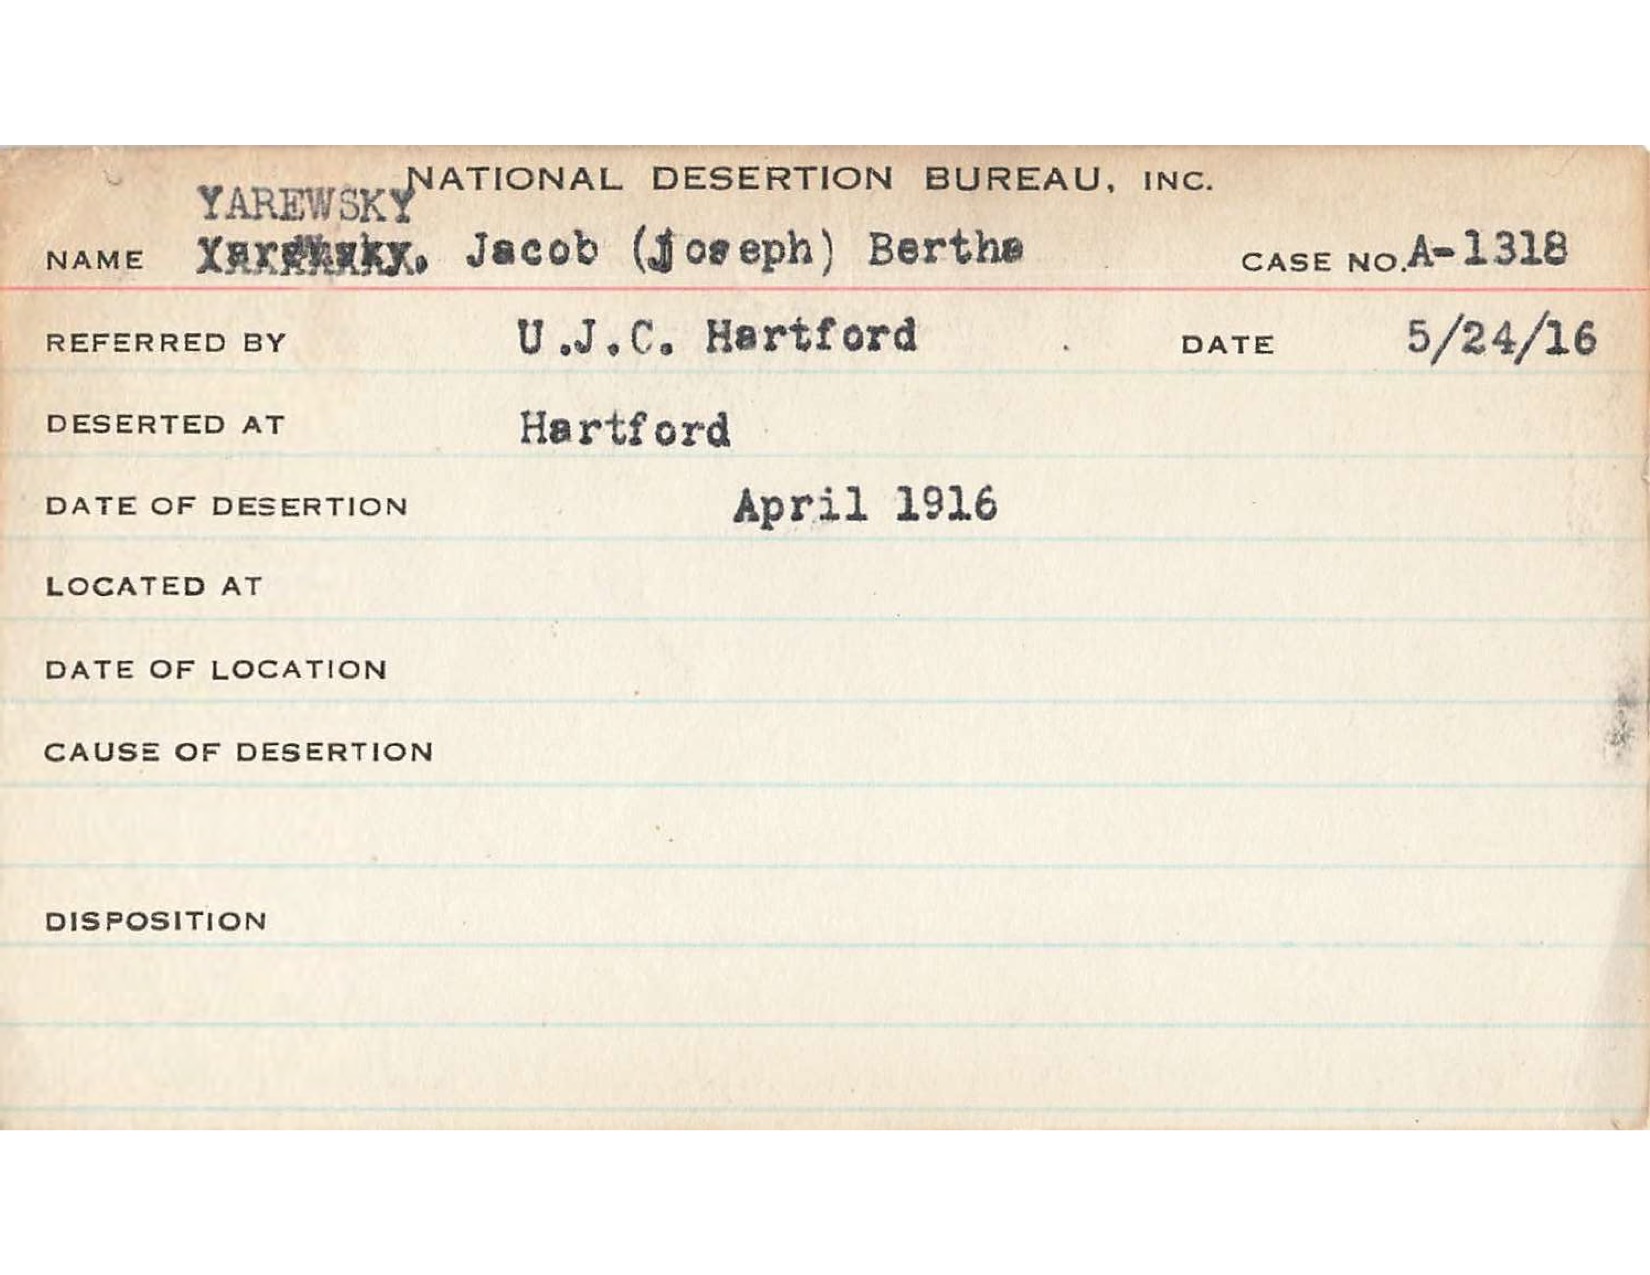 NATIONAL DESERTION BUREAU, INC.
YAREWSKY
NAME Jacob (Joseph) Bertha CASE NO. A-1318
REFERRED BY U.J.C. Hartford DATE 5/24/16
DESERTED AT Hartford
DATE OF DESERTION April 1916
LOCATED AT
DATE OF LOCATION
CAUSE OF DESERTION
DISPOSITION